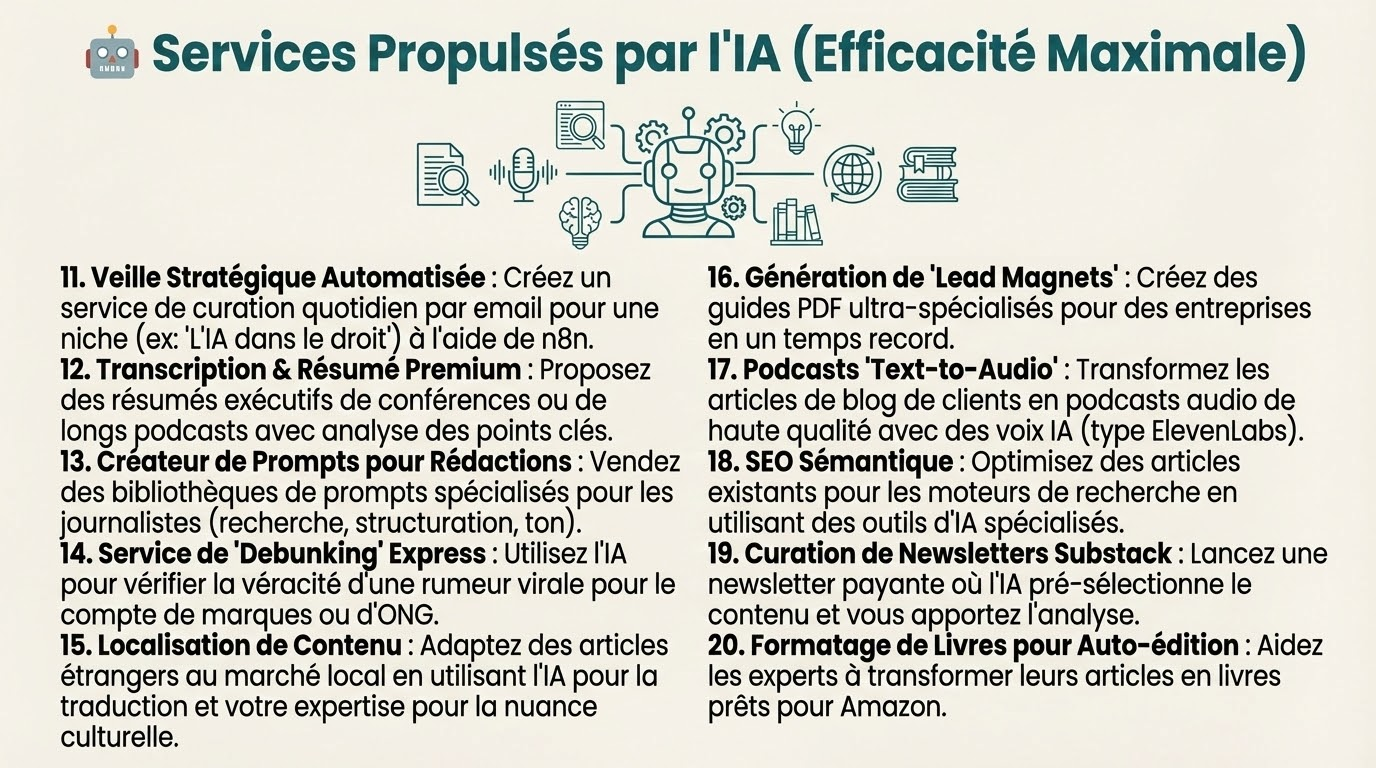 Services Propulsés par l'IA (Efficacité Maximale)
11. Veille Stratégique Automatisée : Créez un
service de curation quotidien par email pour une
niche (ex: 'L'IA dans le droit') à l'aide de n8n.
12. Transcription & Résumé Premium : Proposez
des résumés exécutifs de conférences ou de
longs podcasts avec analyse des points clés.
13. Créateur de Prompts pour Rédactions : Vendez
des bibliothèques de prompts spécialisés pour les
journalistes (recherche, structuration, ton).
14. Service de 'Debunking' Express : Utilisez l'IA
pour vérifier la véracité d'une rumeur virale pour le
compte de marques ou d'ONG.
15. Localisation de Contenu : Adaptez des articles
étrangers au marché local en utilisant l'IA pour la
traduction et votre expertise pour la nuance
culturelle.
16. Génération de 'Lead Magnets' : Créez des
guides PDF ultra-spécialisés pour des entreprises
en un temps record.
17. Podcasts 'Text-to-Audio' : Transformez les
articles de blog de clients en podcasts audio de
haute qualité avec des voix IA (type ElevenLabs).
18. SEO Sémantique : Optimisez des articles
existants pour les moteurs de recherche en
utilisant des outils d'IA spécialisés.
19. Curation de Newsletters Substack : Lancez une
newsletter payante où l'IA pré-sélectionne le
contenu et vous apportez l'analyse.
20. Formatage de Livres pour Auto-édition : Aidez
les experts à transformer leurs articles en livres
prêts pour Amazon.